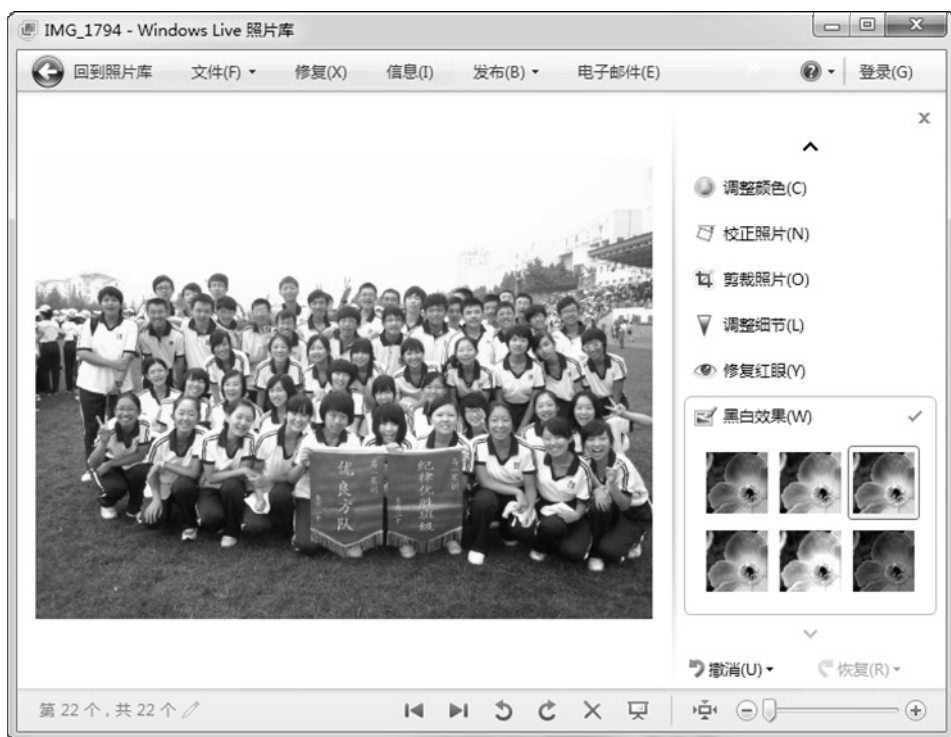 IMG_1794 - Windows Live 照片库
回到照片库 文件(F) 修复(X) 信息(I) 发布(B) 电子邮件(E) 登录(G)
调整颜色(C)
校正照片(N)
剪裁照片(O)
调整细节(L)
修复红眼(Y)
黑白效果(W)
优良方队
纪律优胜班组
撤消(U) 恢复(R)
第 22 个，共 22 个